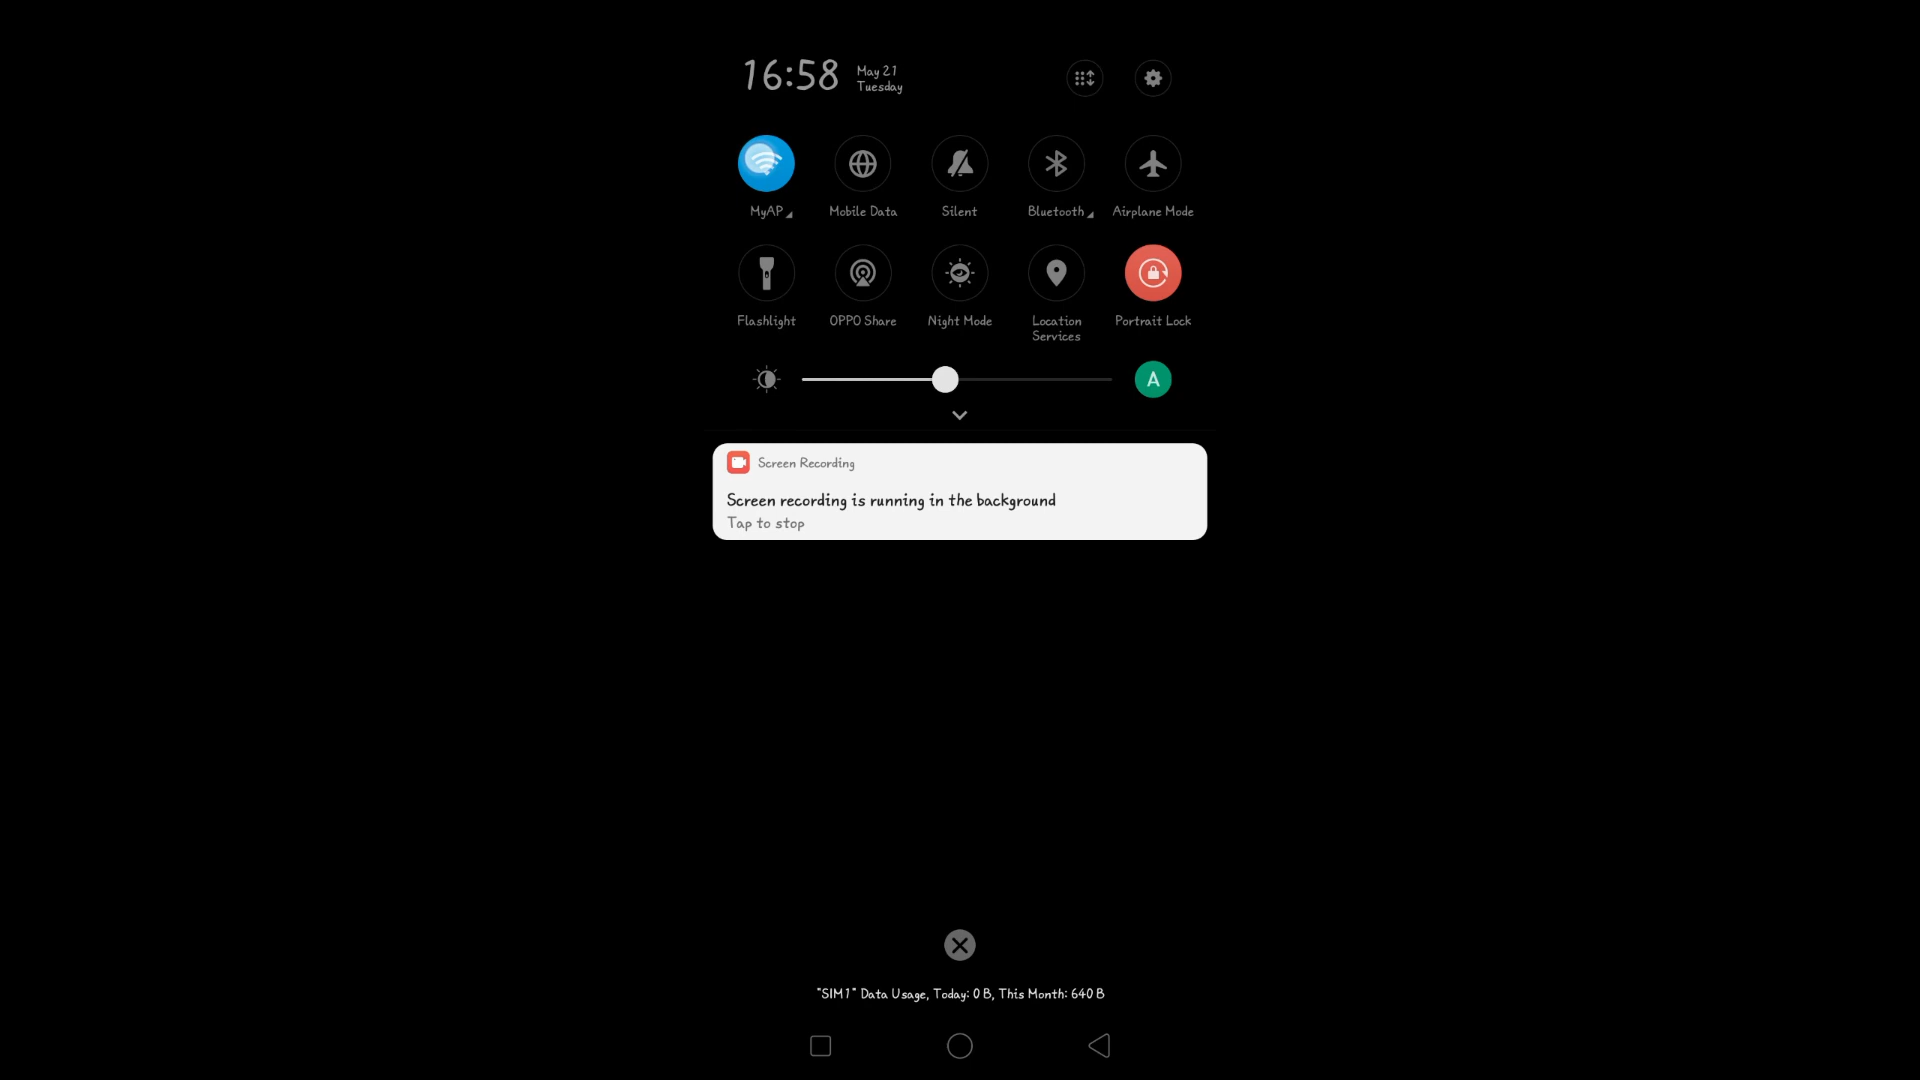 16:58
May 21
Tuesday
MyAP
Mobile Data
Silent
Bluetooth
Airplane Mode
Flashlight
OPPO Share
Night Mode
Location
Services
Portrait Lock
A
Screen Recording
Screen recording is running in the background
Tap to stop
"SIM1" Data Usage, Today: 0 B, This Month: 640 B